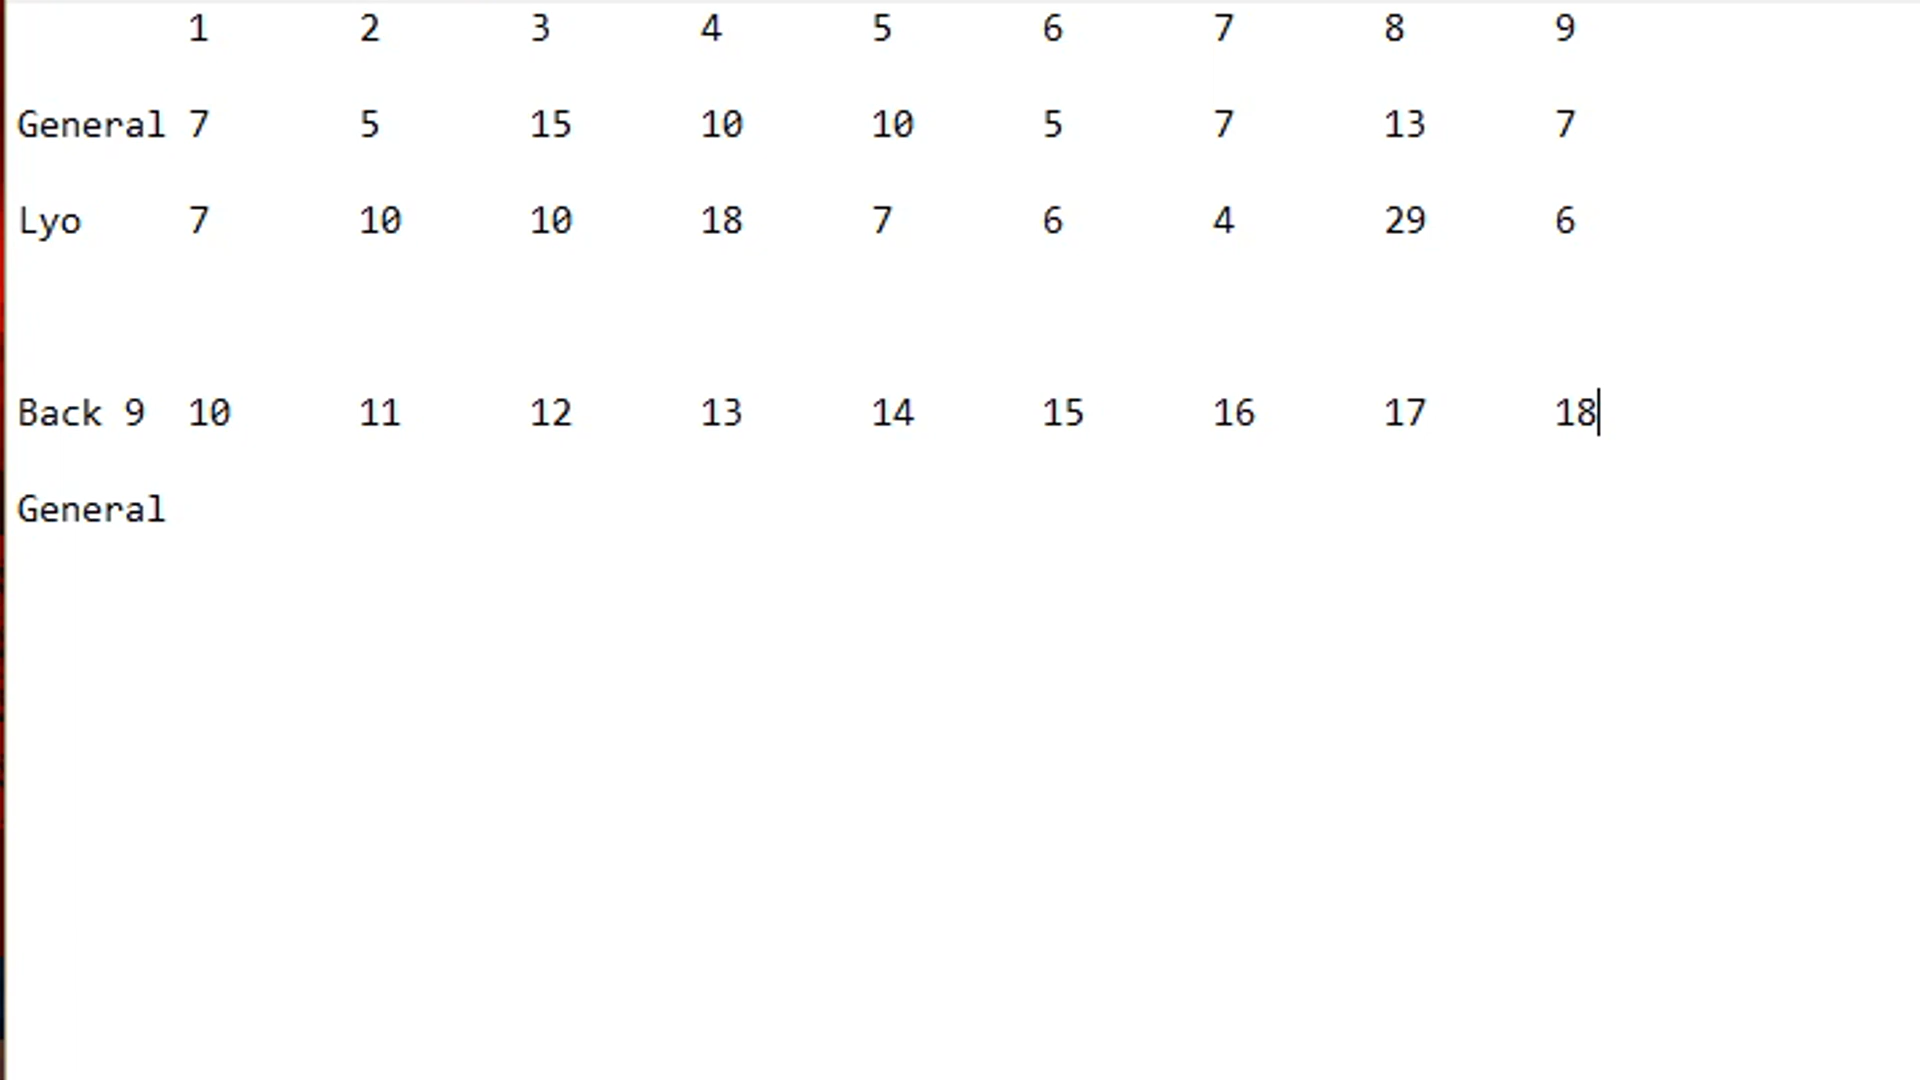 1 2 3 4 5 6 7 8 9
General 7 5 15 10 10 5 7 13 7
Lyo 7 10 10 18 7 6 4 29 6
Back 9 10 11 12 13 14 15 16 17 18
General